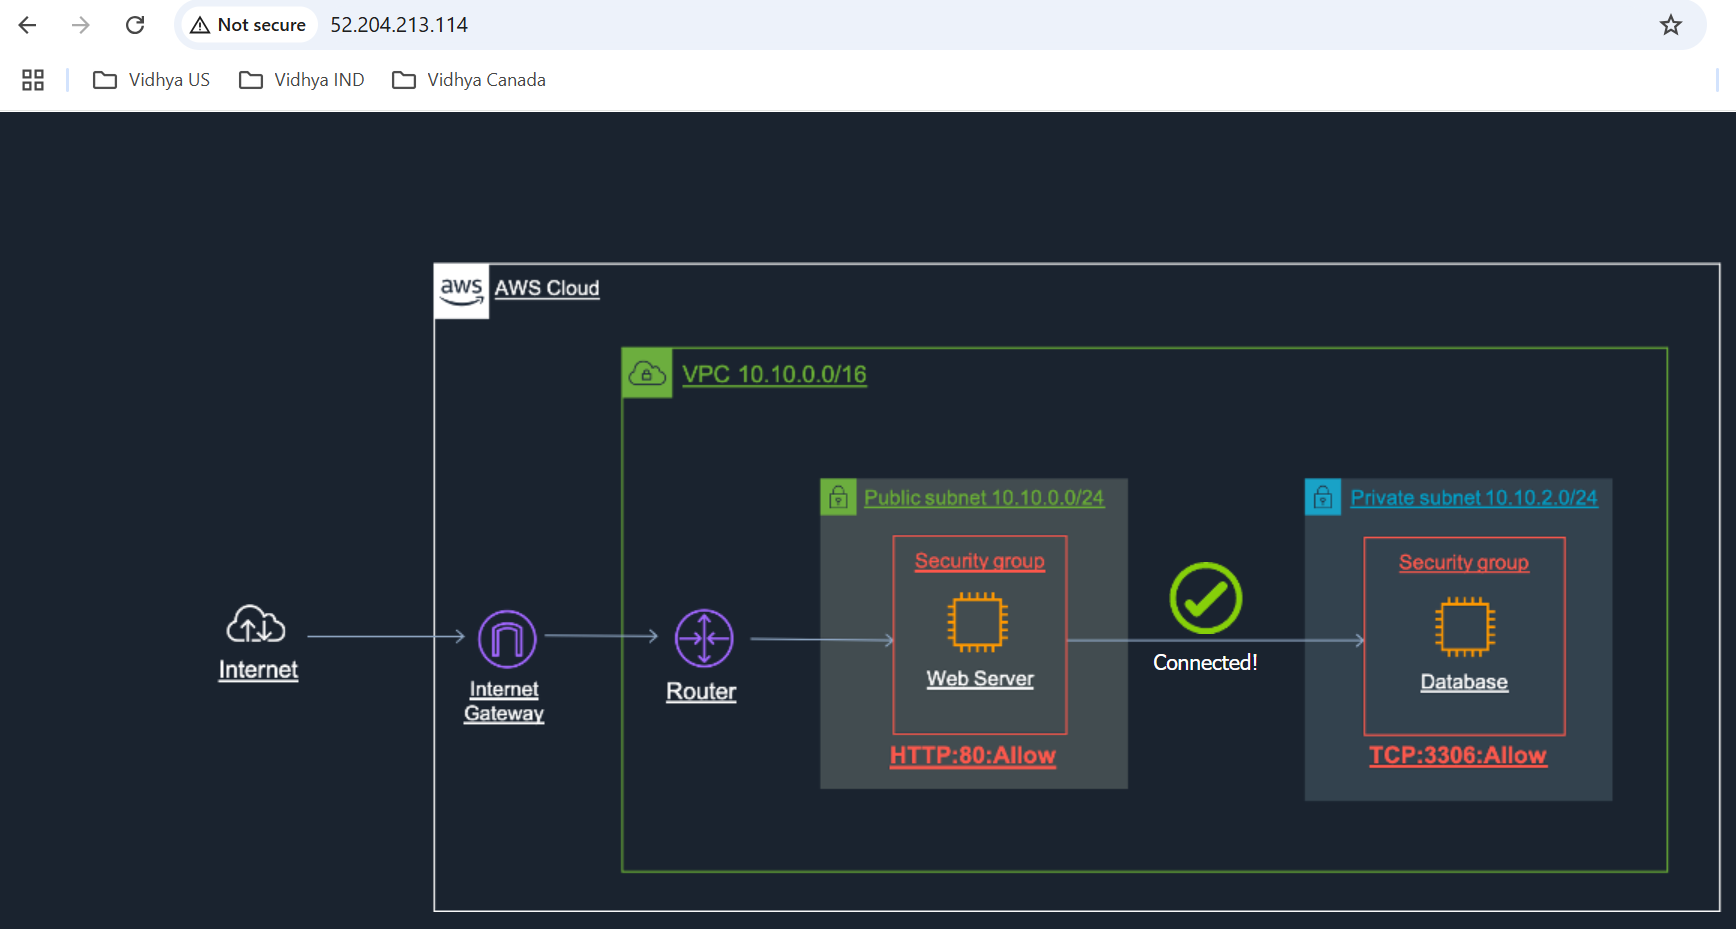 Not secure
52.204.213.114
Vidhya US
Vidhya IND
Vidhya Canada
aws
AWS Cloud
VPC 10.10.0.0/16
Public subnet 10.10.0.0/24
Private subnet 10.10.2.0/24
Security group
Security group
Internet
Internet
Gateway
Router
Web Server
Connected!
Database
HTTP:80:Allow
TCP:3306:Allow